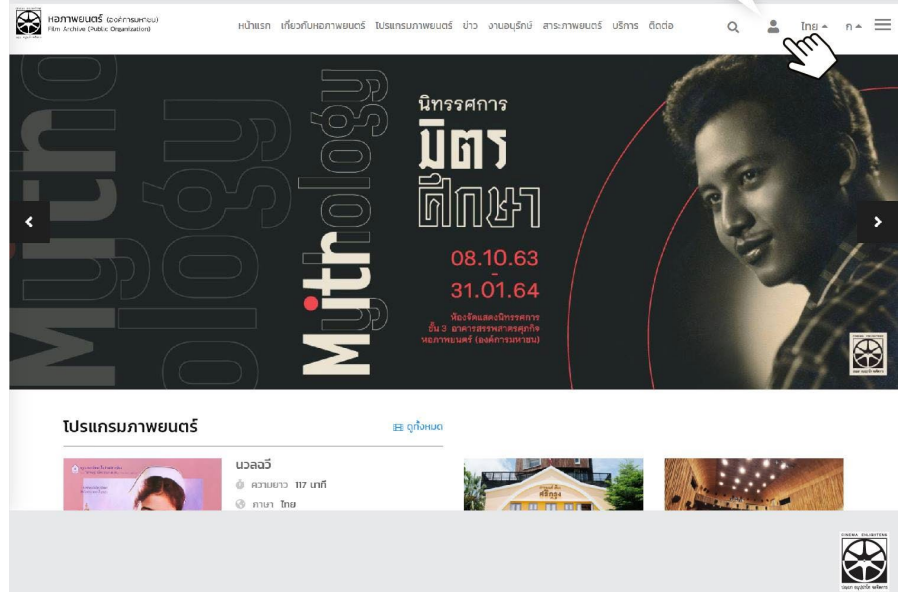 หอภาพยนตร์ (องค์การมหาชน)
Film Archive (Public Organization)
หน้าแรก เกี่ยวกับหอภาพยนตร์ โปรแกรมภาพยนตร์ ข่าว งานอนุรักษ์ สาระภาพยนตร์ บริการ ติดต่อ
ไทย ก
Mythology
Mythology
นิทรรศการ
มิตร
ศึกษา
08.10.63
-
31.01.64
ห้องจัดแสดงนิทรรศการ
ชั้น 3 อาคารสรรพสาตรศุภกิจ
หอภาพยนตร์ (องค์การมหาชน)
โปรแกรมภาพยนตร์
ดูทั้งหมด
นวลฉวี
ความยาว 117 นาที
ภาษา ไทย
ศรีกรุง
CINEMA ENLIGHTENS